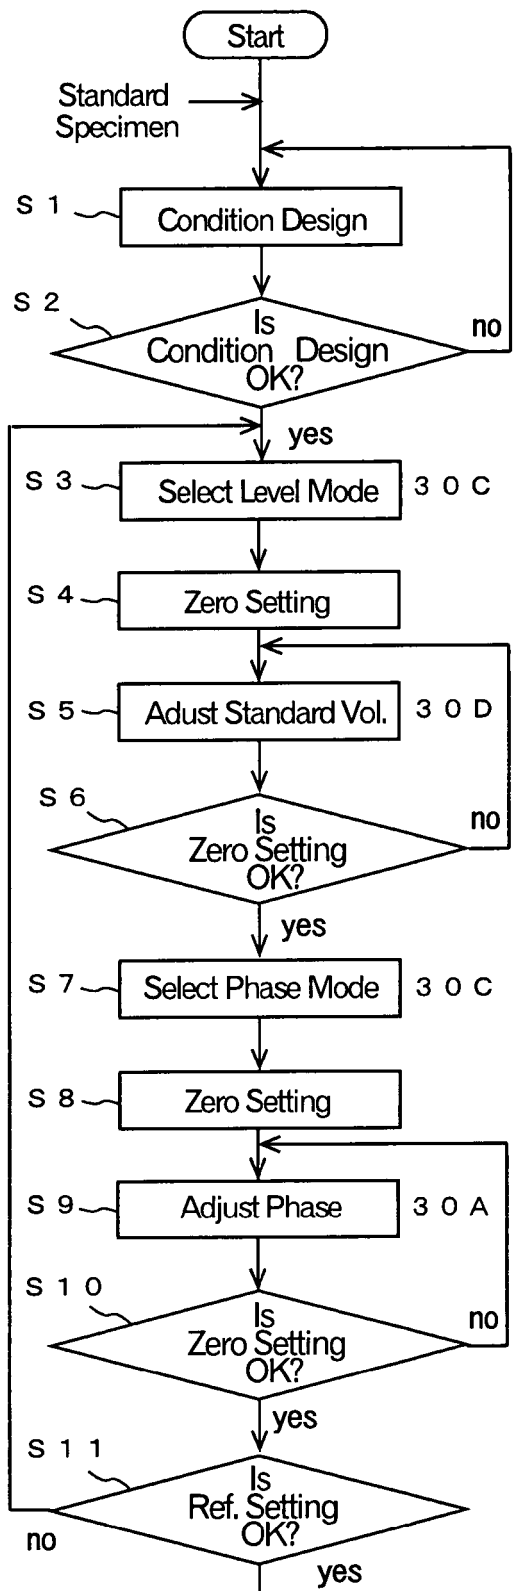 Start
Standard
Specimen
S 1
Condition Design
S 2
Is
Condition Design
OK?
no
yes
S 3
Select Level Mode
3 0 C
S 4
Zero Setting
S 5
Adust Standard Vol.
3 0 D
S 6
Is
Zero Setting
OK?
no
yes
S 7
Select Phase Mode
3 0 C
S 8
Zero Setting
S 9
Adjust Phase
3 0 A
S 1 0
Is
Zero Setting
OK?
no
yes
S 1 1
Is
Ref. Setting
OK?
no
yes